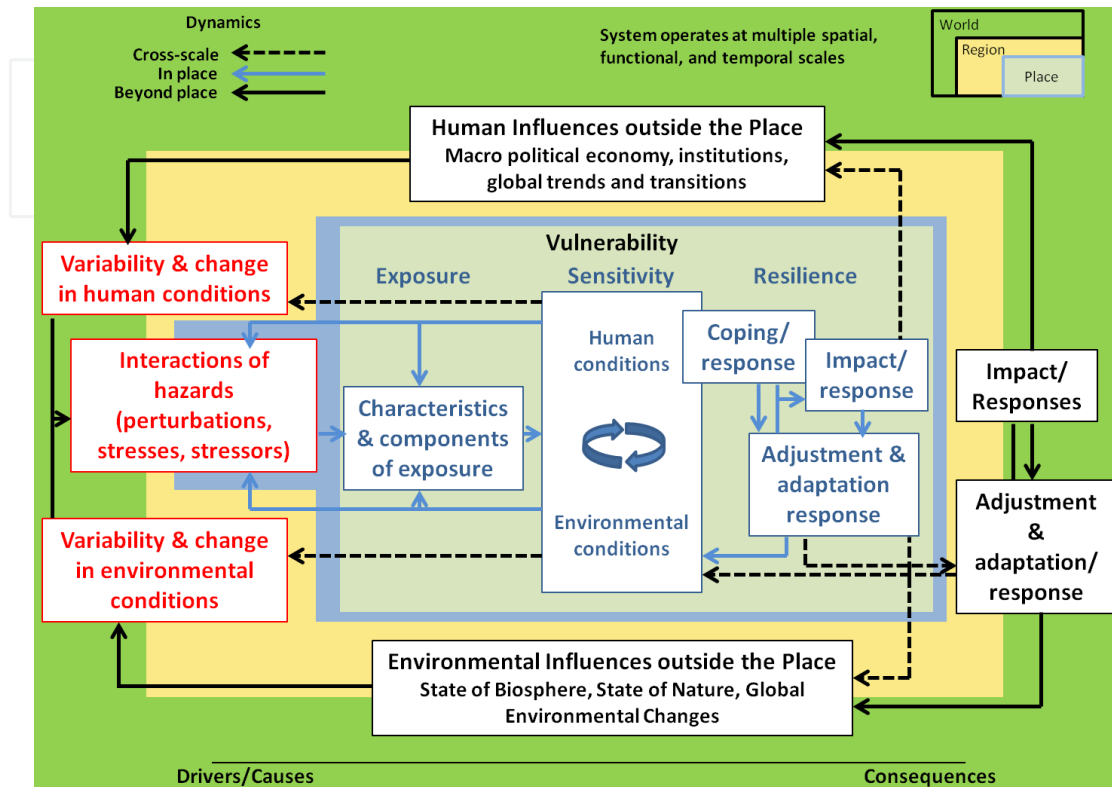 Dynamics
Cross-scale
In place
Beyond place
System operates at multiple spatial,
functional, and temporal scales
World
Region
Place
Human Influences outside the Place
Macro political economy, institutions,
global trends and transitions
Variability & change
in human conditions
Interactions of
hazards
(perturbations,
stresses, stressors)
Variability & change
in environmental
conditions
Vulnerability
Exposure
Sensitivity
Resilience
Characteristics
& components
of exposure
Human
conditions
Environmental
conditions
Coping/
response
Impact/
response
Adjustment &
adaptation
response
Impact/
Responses
Adjustment
&
adaptation/
response
Environmental Influences outside the Place
State of Biosphere, State of Nature, Global
Environmental Changes
Drivers/Causes
Consequences